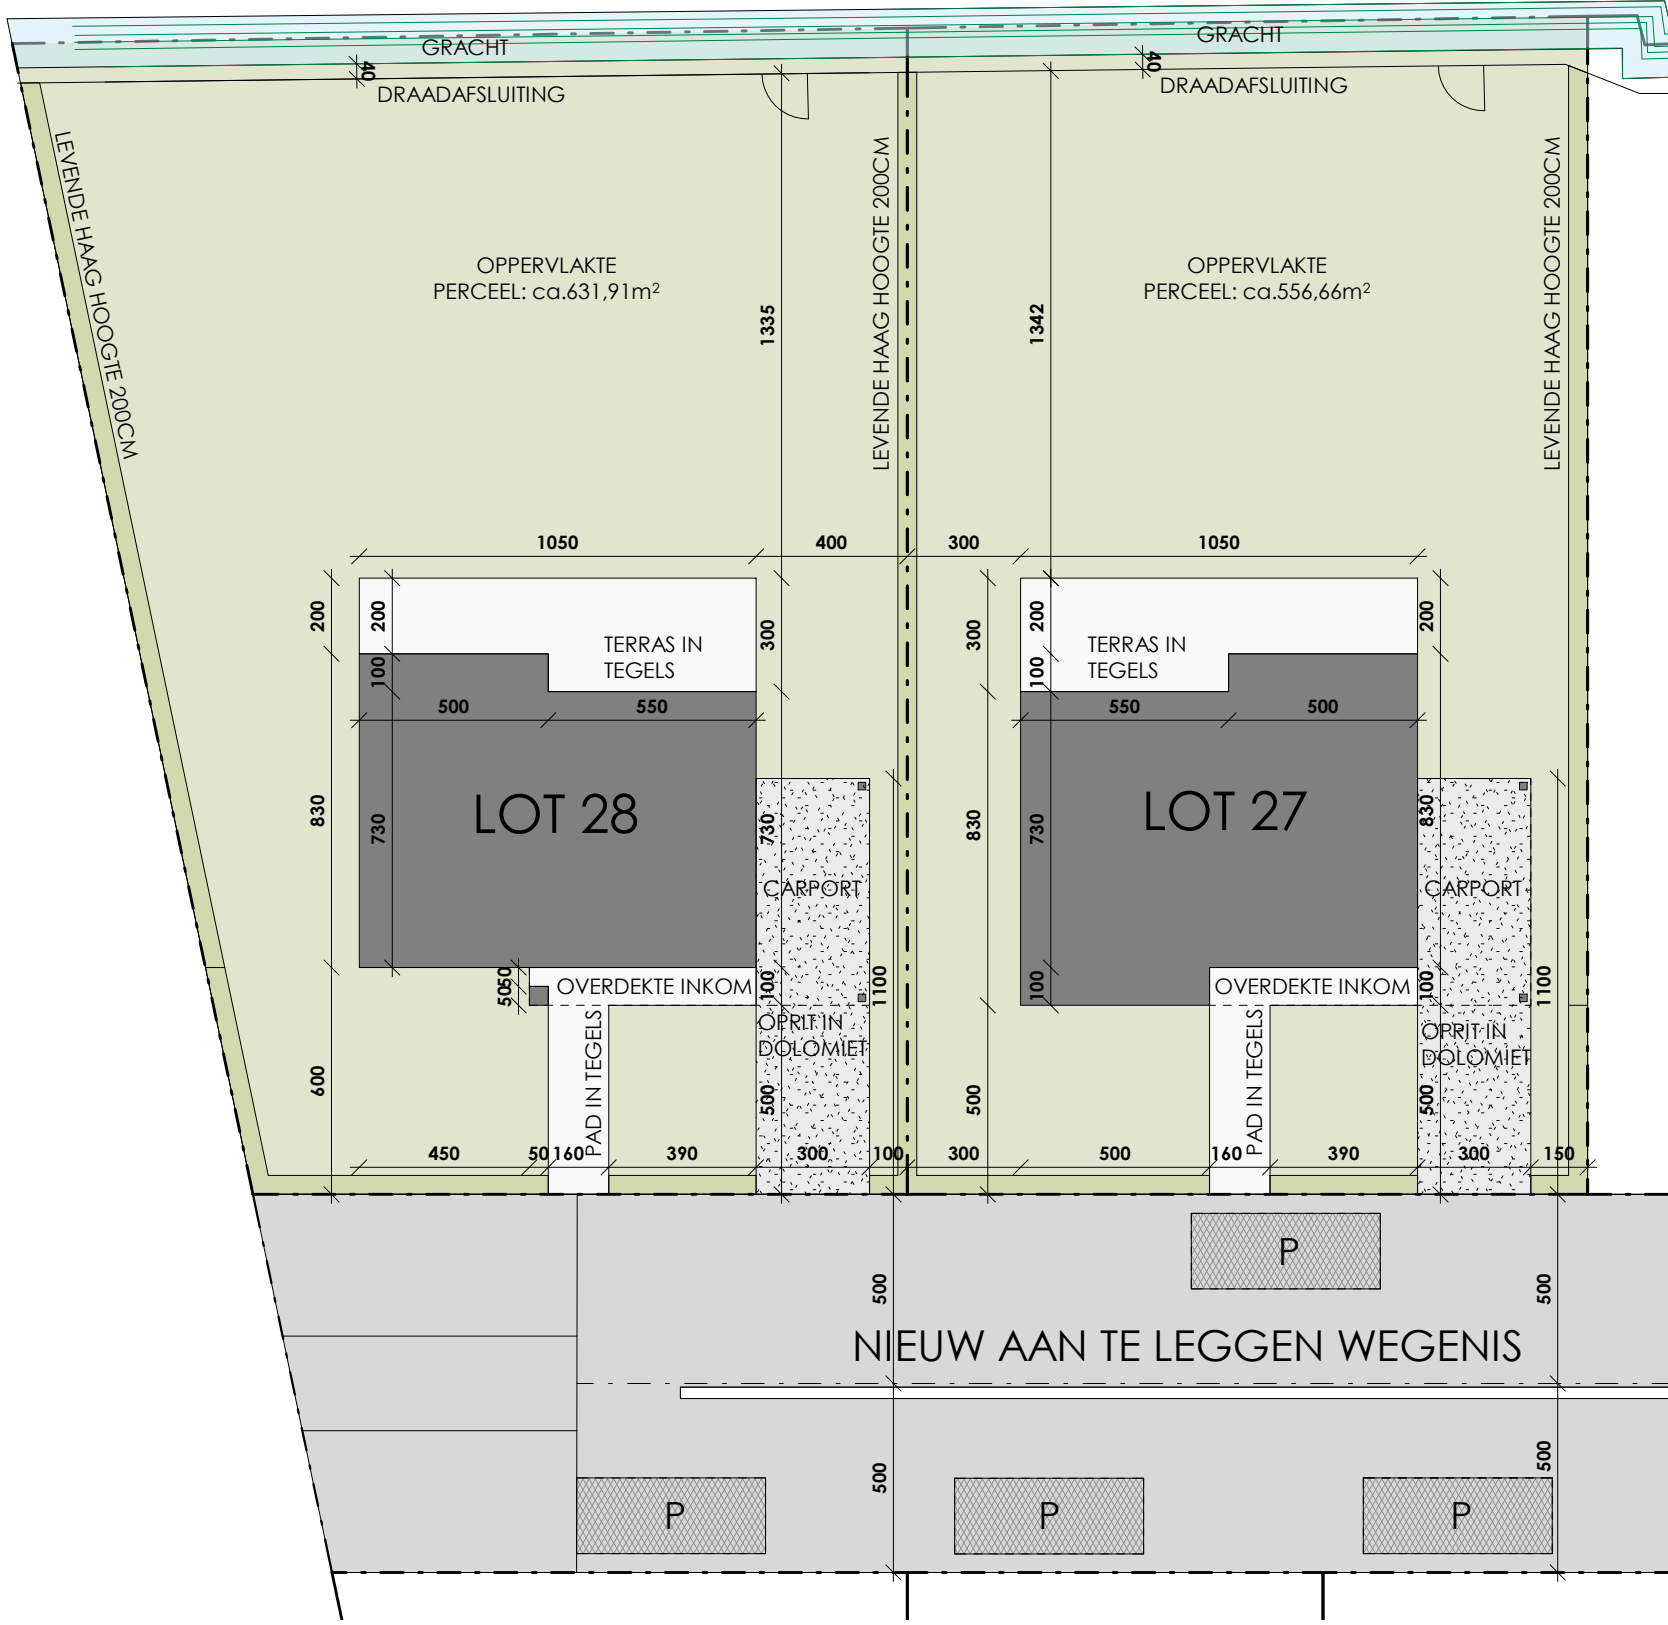 GRACHT
GRACHT
40
40
DRAADAFSLUITING
DRAADAFSLUITING
LEVENDE HAAG HOOGTE 200CM
LEVENDE HAAG HOOGTE 200CM
LEVENDE HAAG HOOGTE 200CM
OPPERVLAKTE
PERCEEL: ca.631,91m²
OPPERVLAKTE
PERCEEL: ca.556,66m²
1335
1342
1050
400
300
1050
200
200
100
300
TERRAS IN
TEGELS
300
200
100
TERRAS IN
TEGELS
200
500
550
550
500
830
730
LOT 28
730
CARPORT
830
730
LOT 27
830
CARPORT
50
50
OVERDEKTE INKOM
100
1100
100
OVERDEKTE INKOM
100
1100
OPRIT IN
DOLOMIET
OPRIT IN
DOLOMIET
600
PAD IN TEGELS
500
500
PAD IN TEGELS
500
450
50
160
390
300
100
300
500
160
390
300
150
P
500
500
NIEUW AAN TE LEGGEN WEGENIS
500
500
P
P
P